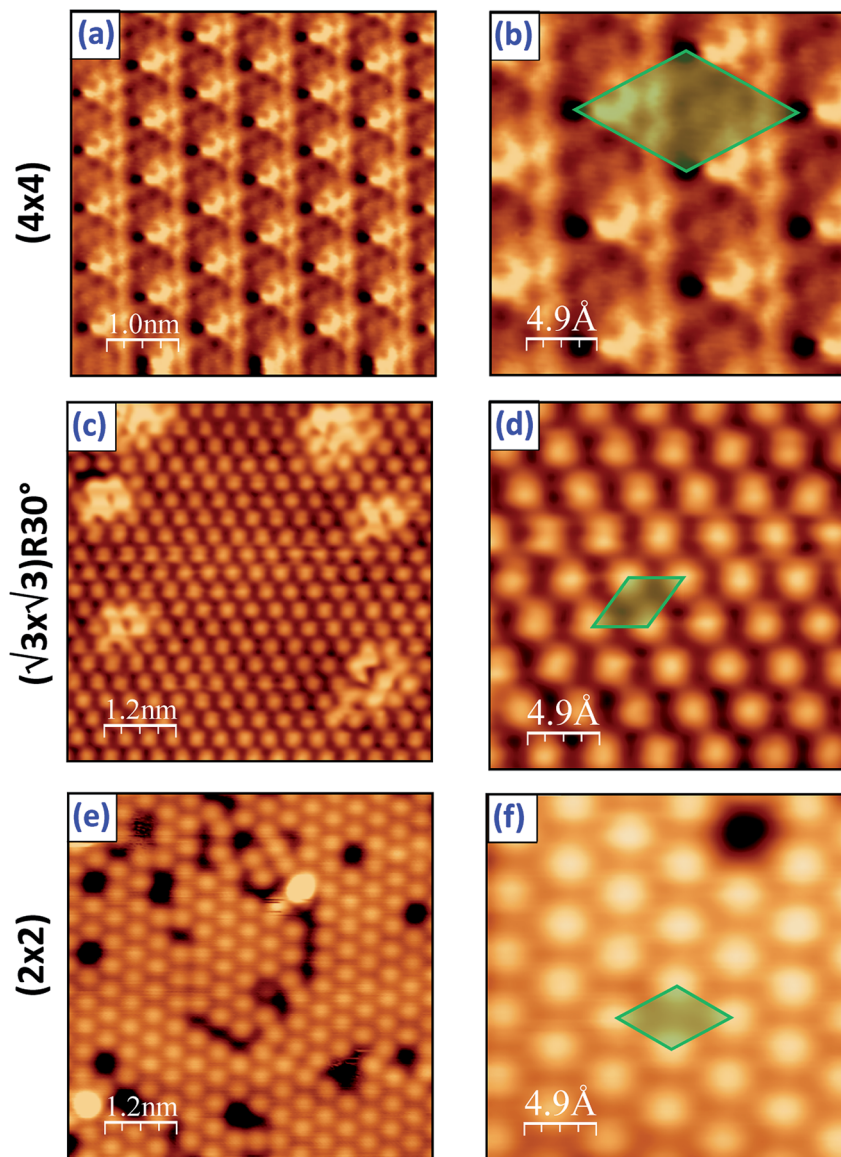 (4x4)
(a)
1.0nm
(b)
4.9Å
(√3x√3)R30°
(c)
1.2nm
(d)
4.9Å
(2x2)
(e)
1.2nm
(f)
4.9Å